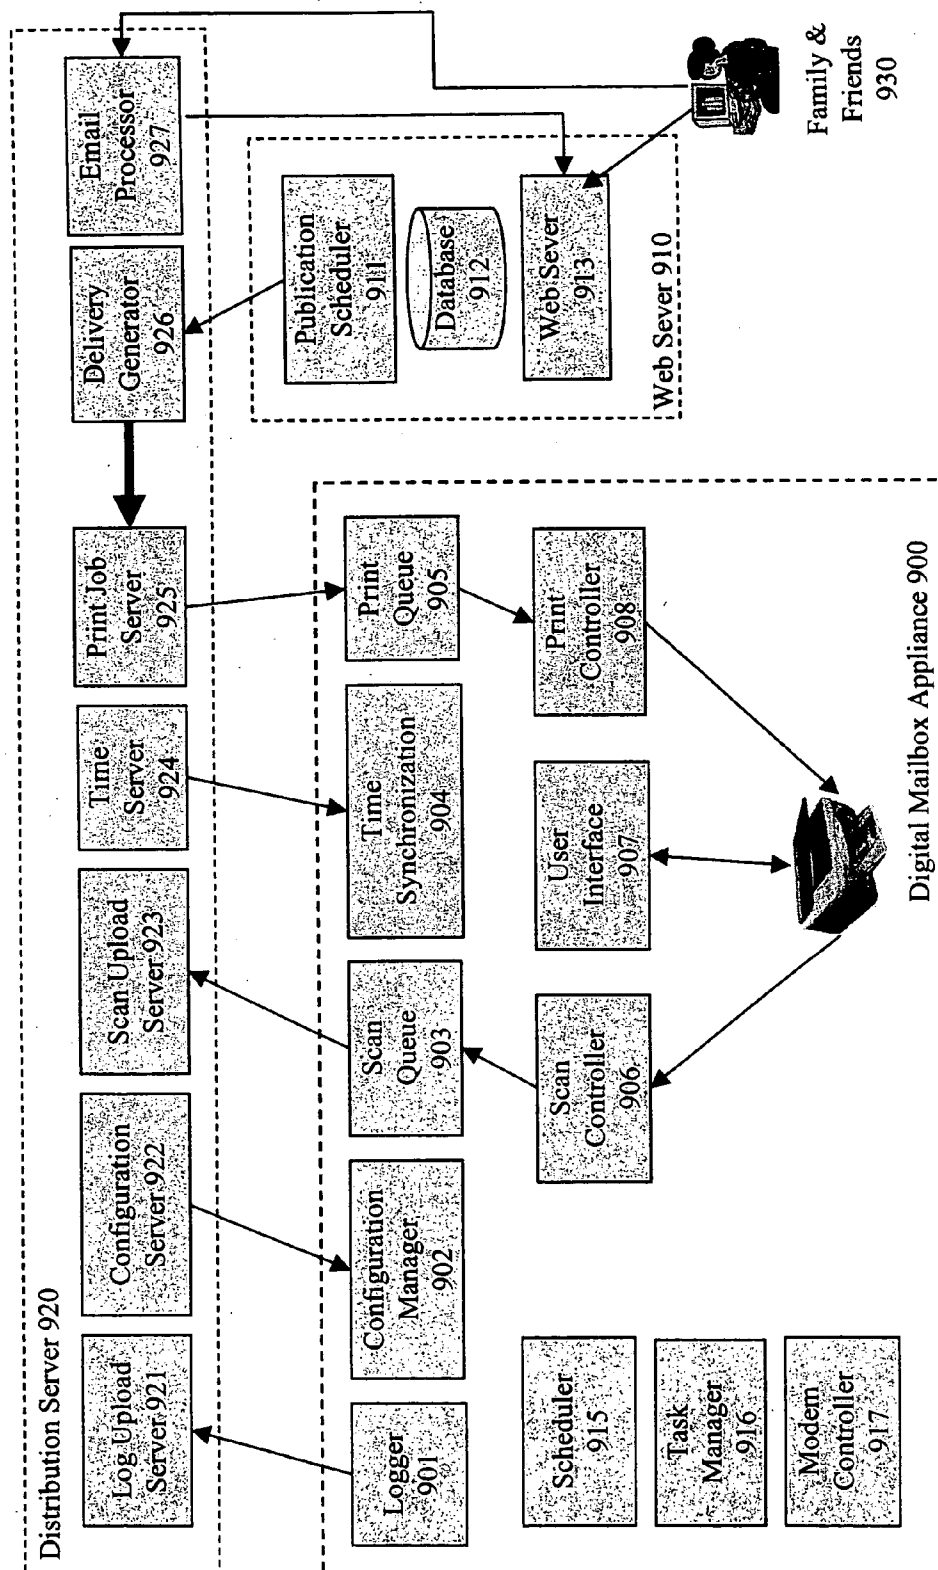 Distribution Server 920
Log Upload
Server 921
Configuration
Server 922
Scan Upload
Server 923
Time
Server
924
Print Job
Server
925
Delivery
Generator
926
Email
Processor
927
Logger
901
Configuration
Manager
902
Scan
Queue
903
Time
Synchronization
904
Print
Queue
905
Publication
Scheduler
911
Database
912
Web Sever
913
Web Sever 910
Scheduler
915
Task
Manager
916
Modem
Controller
917
Scan
Controller
906
User
Interface
907
Print
Controller
908
Digital Mailbox Appliance 900
Family &
Friends
930